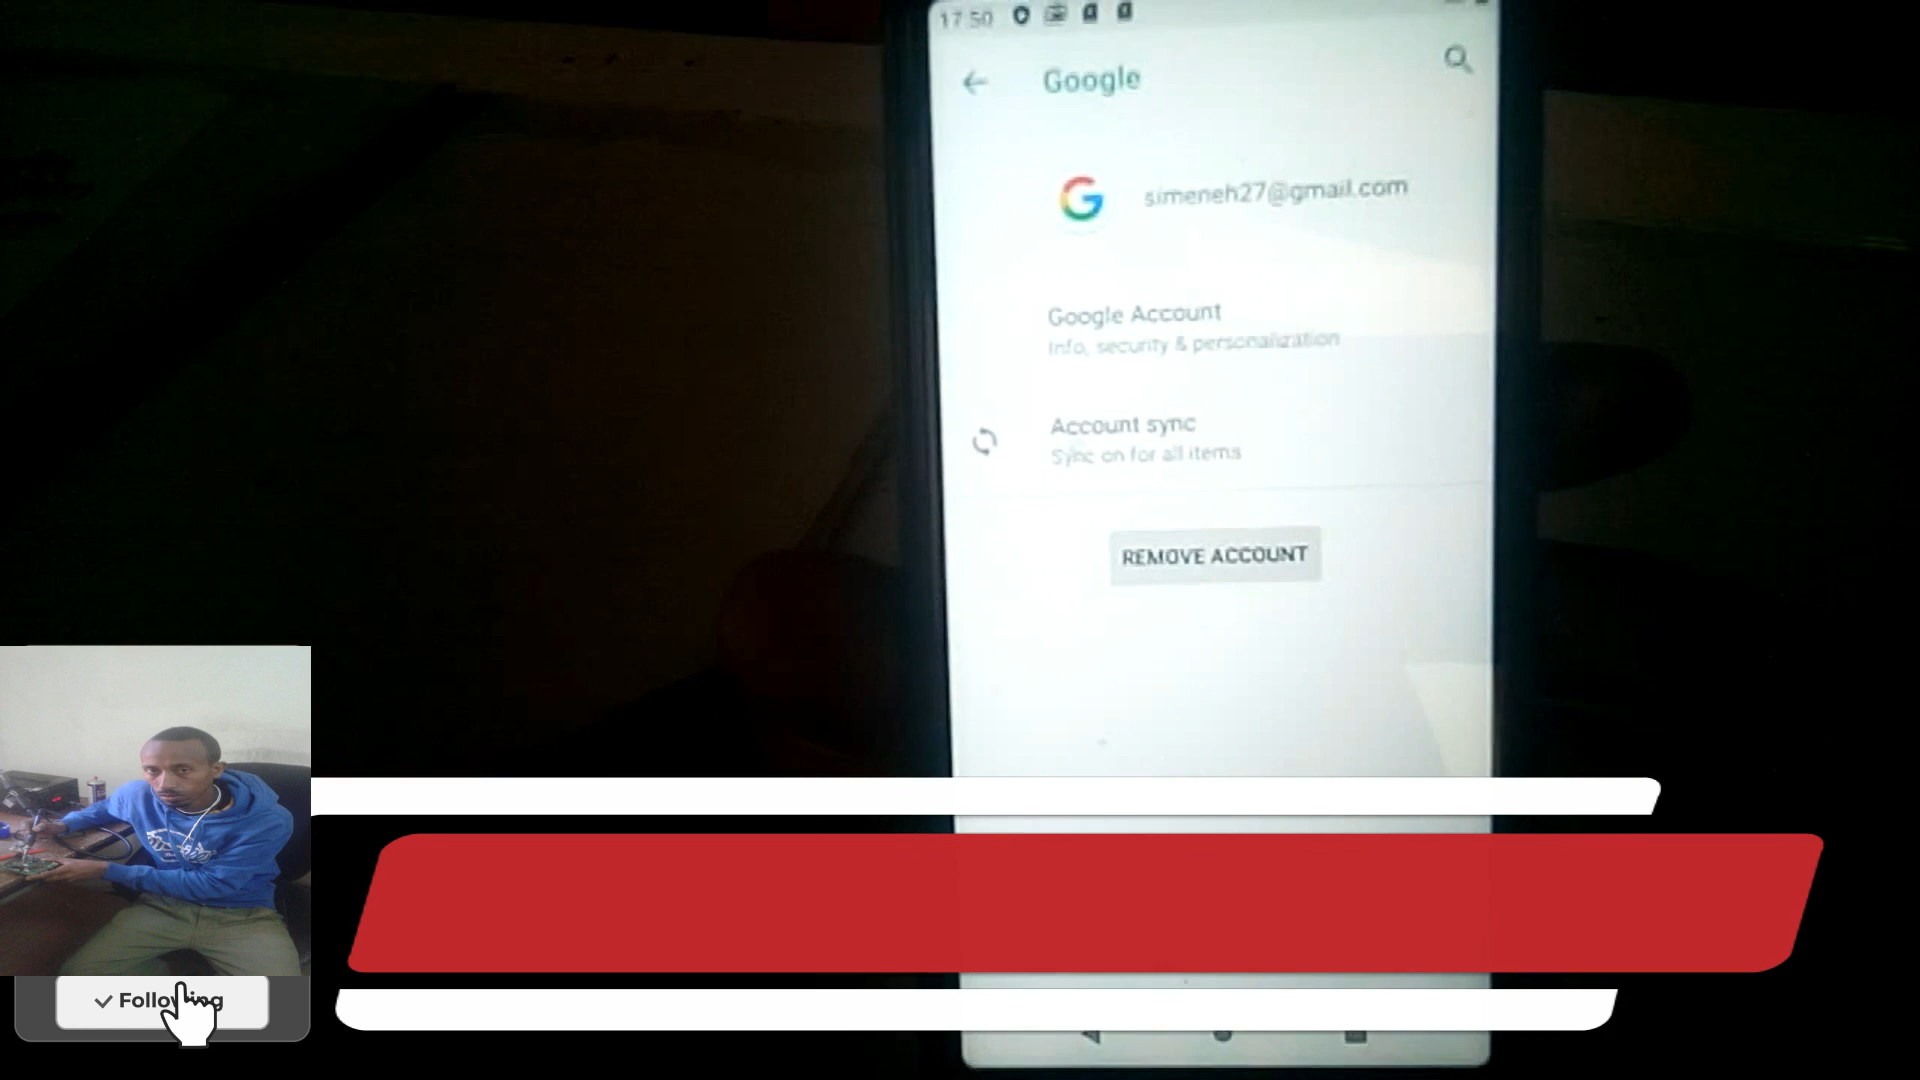 17:50
Google
simeneh27@gmail.com
Google Account
Info, security & personalization
Account sync
Sync on for all items
REMOVE ACCOUNT
Following